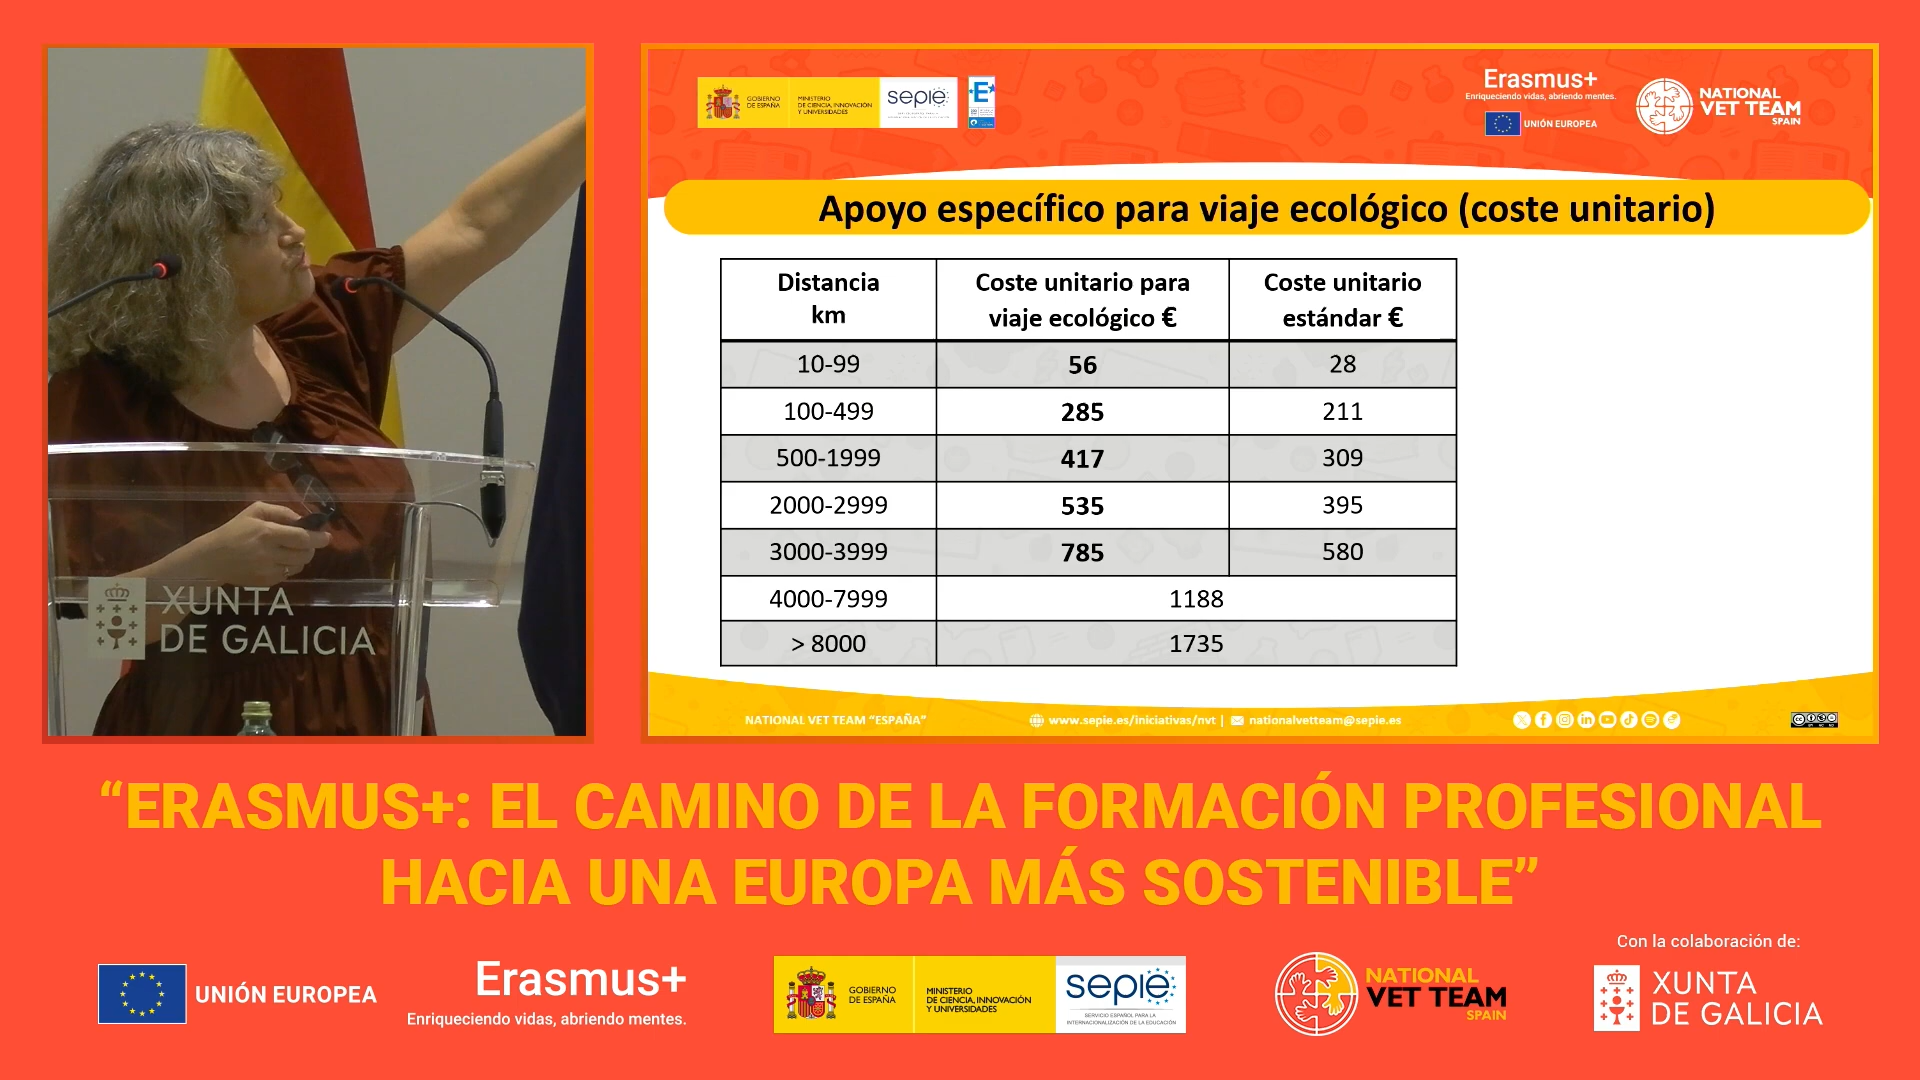 GOBIERNO
DE ESPAÑA
MINISTERIO
DE CIENCIA, INNOVACIÓN
Y UNIVERSIDADES
sepie
Erasmus+
Enriqueciendo vidas, abriendo mentes.
UNIÓN EUROPEA
NATIONAL
VET TEAM
SPAIN
Apoyo específico para viaje ecológico (coste unitario)
Distancia
km
Coste unitario para
viaje ecológico €
Coste unitario
estándar €
10-99 56 28
100-499 285 211
500-1999 417 309
2000-2999 535 395
3000-3999 785 580
4000-7999 1188
> 8000 1735
NATIONAL VET TEAM “ESPAÑA”
www.sepie.es/iniciativas/nvt | nationalvetteam@sepie.es
XUNTA
DE GALICIA
“ERASMUS+: EL CAMINO DE LA FORMACIÓN PROFESIONAL
HACIA UNA EUROPA MÁS SOSTENIBLE”
UNIÓN EUROPEA
Erasmus+
Enriqueciendo vidas, abriendo mentes.
GOBIERNO
DE ESPAÑA
MINISTERIO
DE CIENCIA, INNOVACIÓN
Y UNIVERSIDADES
sepie
SERVICIO ESPAÑOL PARA LA
INTERNACIONALIZACIÓN DE LA EDUCACIÓN
NATIONAL
VET TEAM
SPAIN
Con la colaboración de:
XUNTA
DE GALICIA